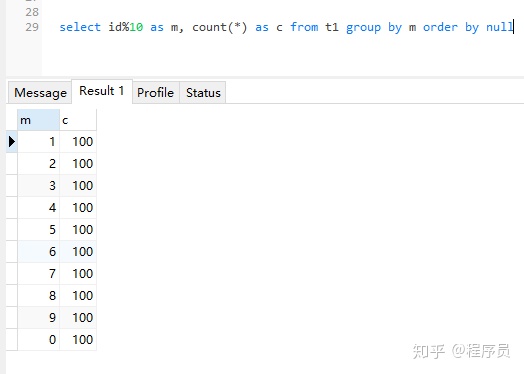 28
29 select id%10 as m, count(*) as c from t1 group by m order by null
Message Result 1 Profile Status
m c
1 100
2 100
3 100
4 100
5 100
6 100
7 100
8 100
9 100
0 100
知乎 @程序员